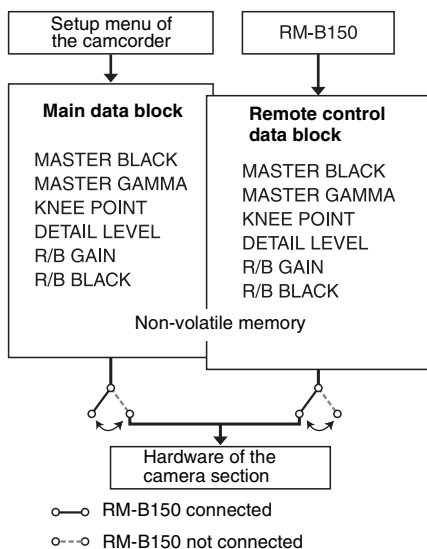 Setup menu of
the camcorder
RM-B150
Main data block
MASTER BLACK
MASTER GAMMA
KNEE POINT
DETAIL LEVEL
R/B GAIN
R/B BLACK
Remote control
data block
MASTER BLACK
MASTER GAMMA
KNEE POINT
DETAIL LEVEL
R/B GAIN
R/B BLACK
Non-volatile memory
Hardware of the
camera section
RM-B150 connected
RM-B150 not connected